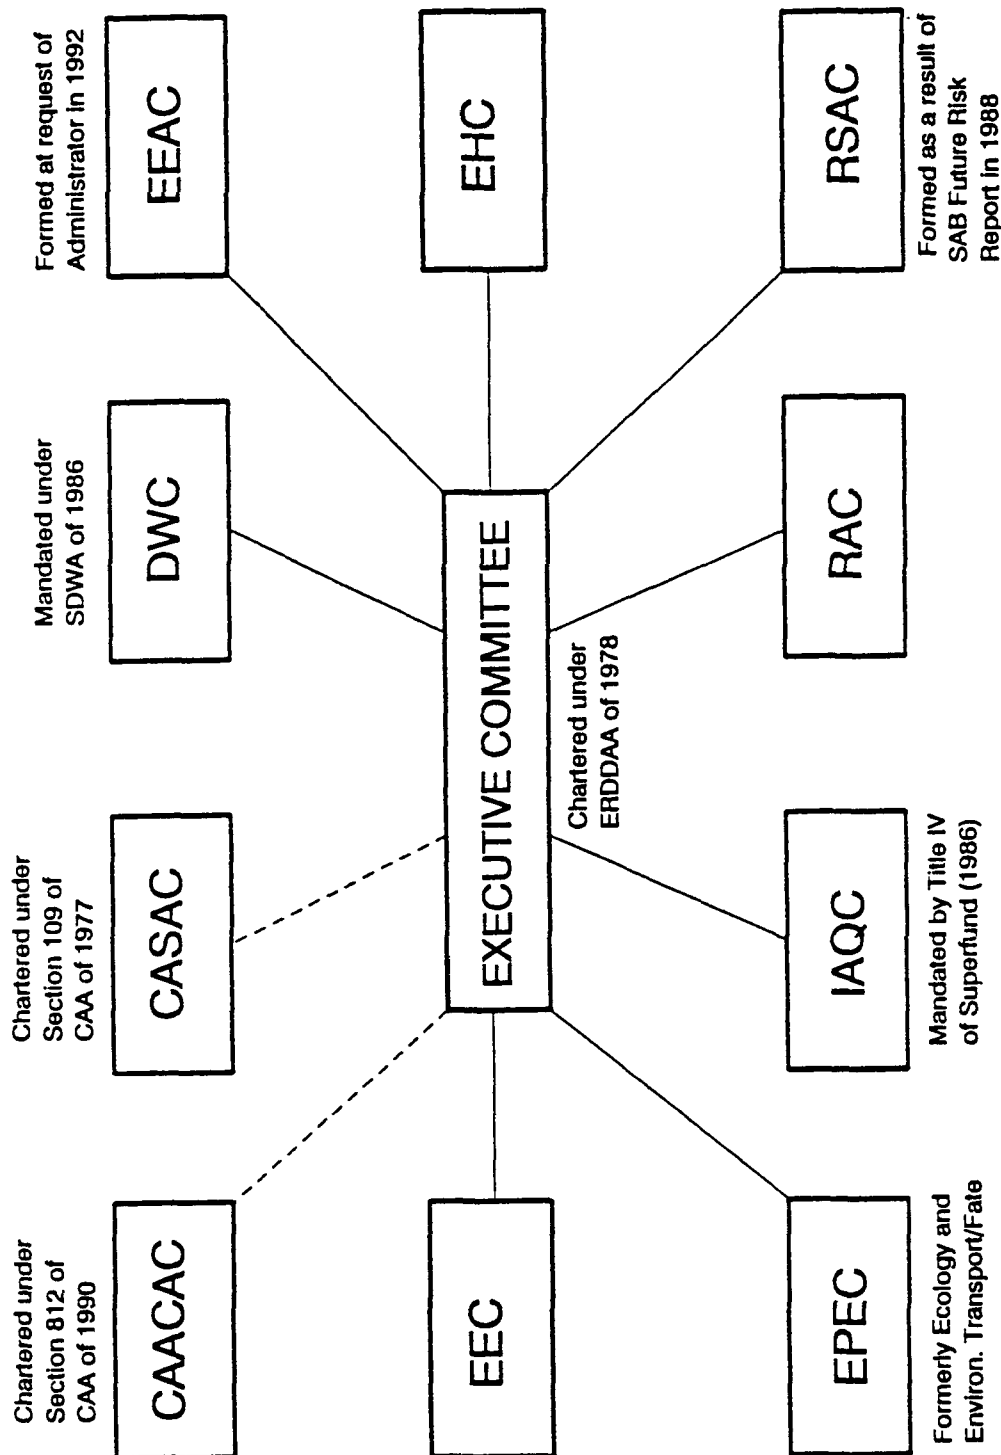 Chartered under
Section 812 of
CAA of 1990
CAACAC
Chartered under
Section 109 of
CAA of 1977
CASAC
Mandated under
SDWA of 1986
DWC
Formed at request of
Administrator in 1992
EEAC
EEC
EXECUTIVE COMMITTEE
Chartered under
ERDDAA of 1978
EHC
EPEC
Formerly Ecology and
Environ. Transport/Fate
IAQC
Mandated by Title IV
of Superfund (1986)
RAC
RSAC
Formed as a result of
SAB Future Risk
Report in 1988